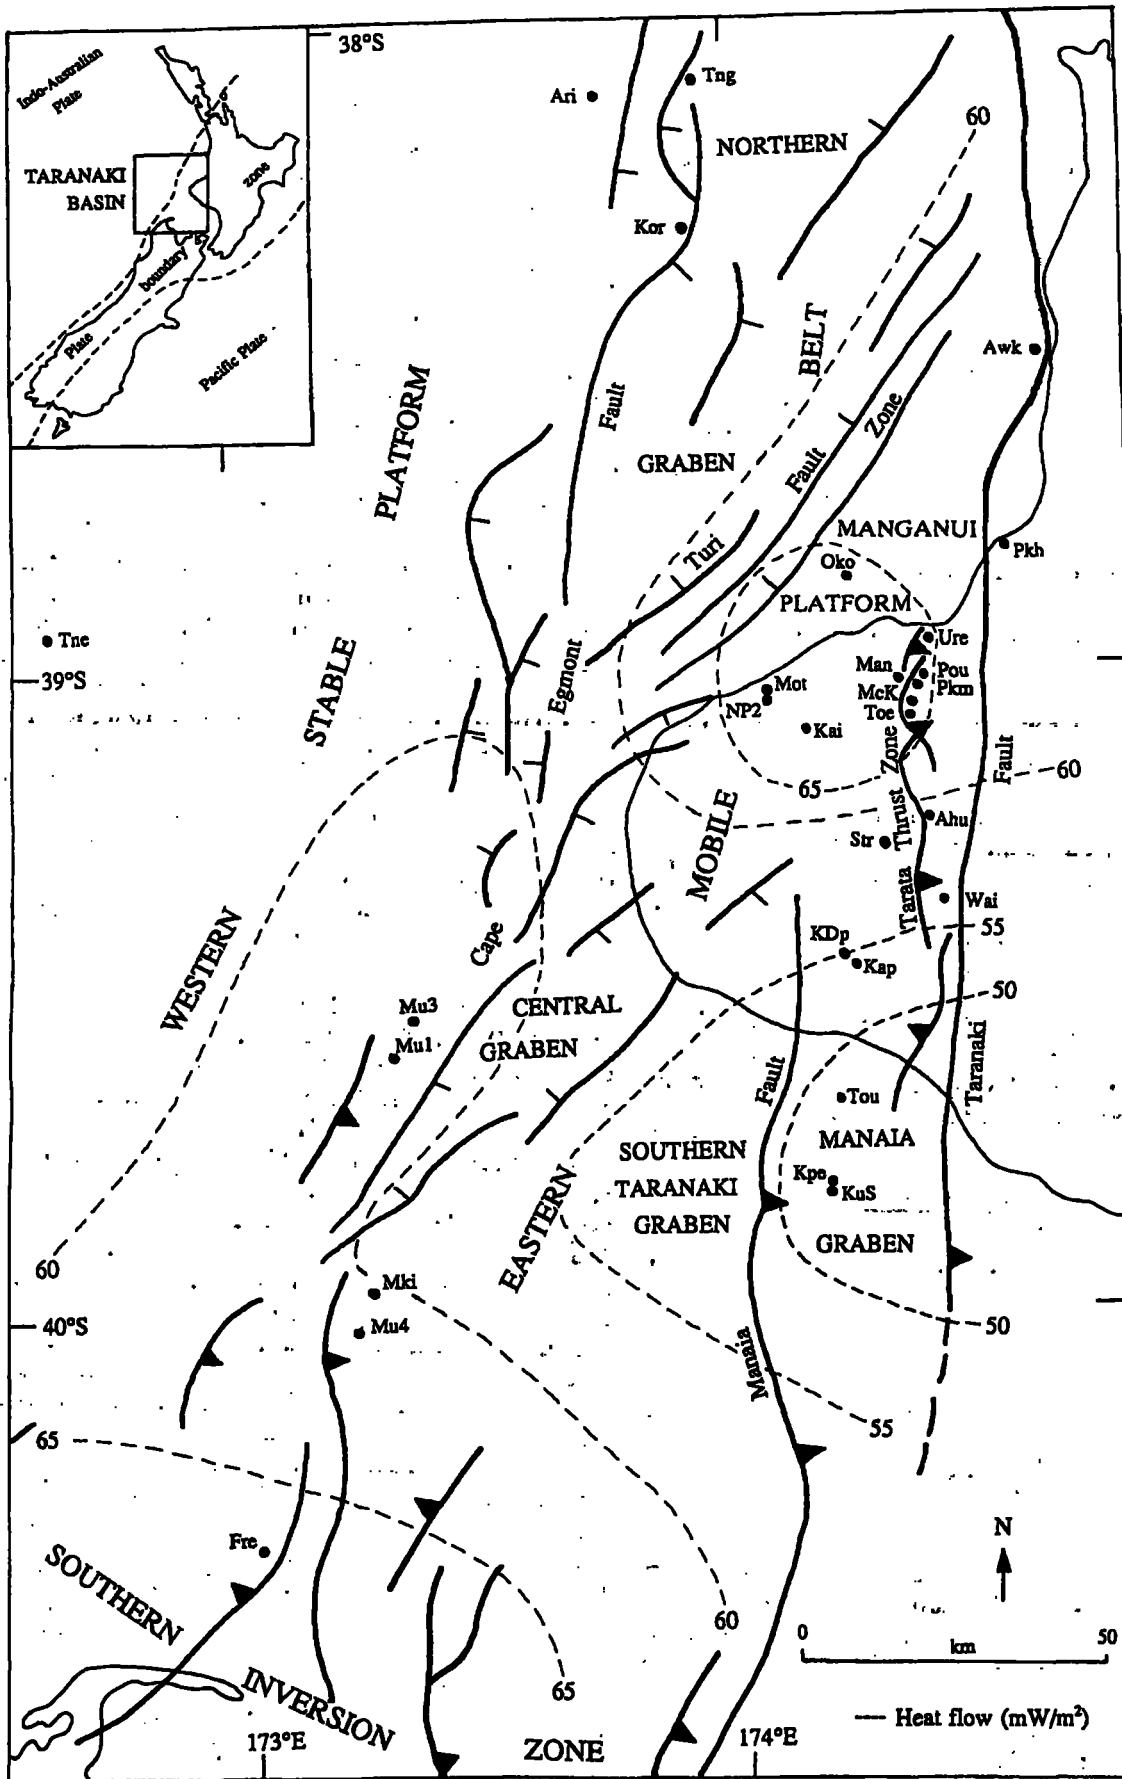 38°S
Indo-Australian
Plate
TARANAKI
BASIN
zone
boundary
Plate
Pacific Plate
Ari
Tng
NORTHERN
60
Kor
BELT
Awk
PLATFORM
Fault
Zone
GRABEN
Fault
MANGANUI
Turi
Oko
Pkh
PLATFORM
Tne
Ure
39°S
STABLE
Egmont
Man
Pou
Pkm
Mot
McK
NP2
Toe
Kai
Zone
Fault
65
60
MOBILE
Thrust
Ahu
Str
Tarata
Wai
WESTERN
Cape
KDp
55
Kap
50
Mu3
CENTRAL
Mu1
GRABEN
Taranaki
Fault
Tou
SOUTHERN
MANAIA
TARANAKI
Kpe
KuS
GRABEN
EASTERN
GRABEN
60
Mki
40°S
Mu4
50
Manaia
55
65
N
Fre
SOUTHERN
60
0
50
km
65
INVERSION
Heat flow (mW/m²)
173°E
ZONE
174°E